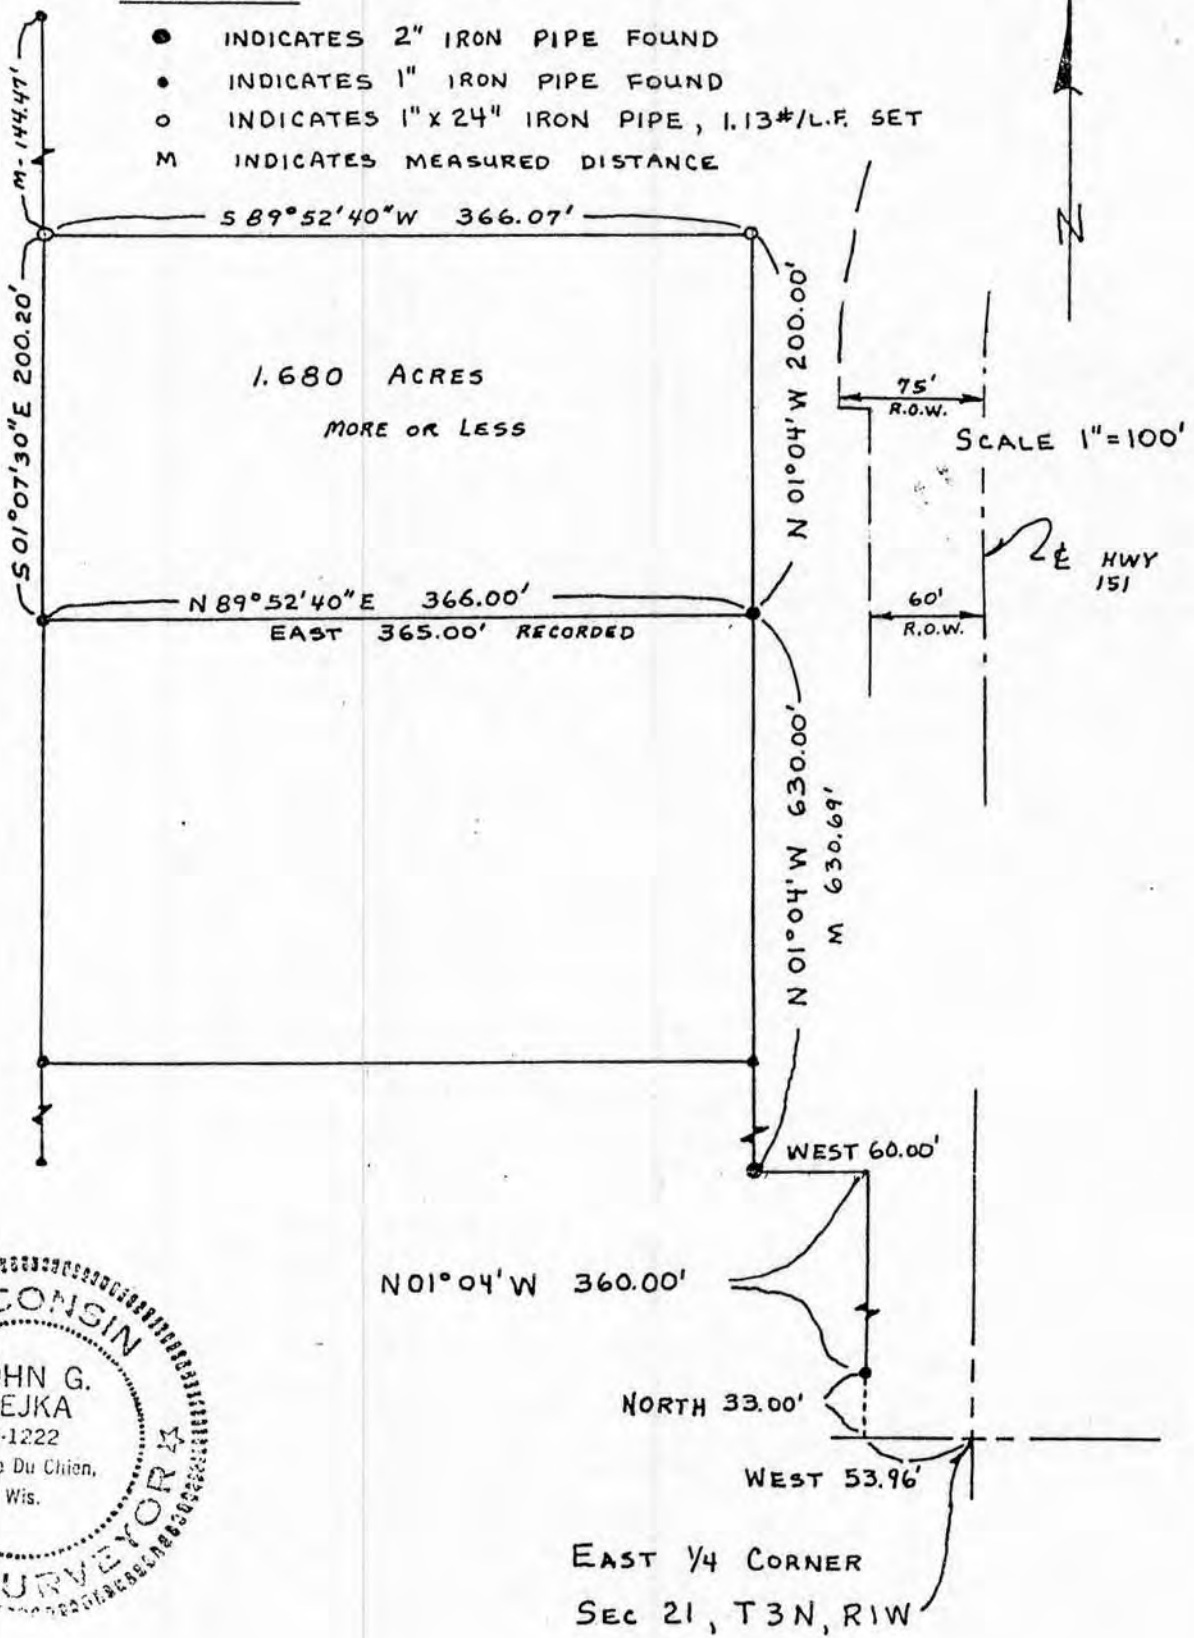 ● INDICATES 2" IRON PIPE FOUND
• INDICATES 1" IRON PIPE FOUND
o INDICATES 1" X 24" IRON PIPE, 1.13#/L.F. SET
M INDICATES MEASURED DISTANCE
M-144.47'
N
S 89°52'40"W 366.07'
S 01°07'30"E 200.20'
N 01°04'W 200.00'
1.680 ACRES
MORE OR LESS
75'
R.O.W.
SCALE 1"=100'
℄ HWY
151
60'
R.O.W.
N 89°52'40"E 366.00'
EAST 365.00' RECORDED
N 01°04'W 630.00'
M 630.69'
WEST 60.00'
N 01°04'W 360.00'
NORTH 33.00'
WEST 53.96'
EAST 1/4 CORNER
SEC 21, T3N, R1W
CONSIN
HN G.
EJKA
-1222
Du Chien,
Wis.
URVEYOR